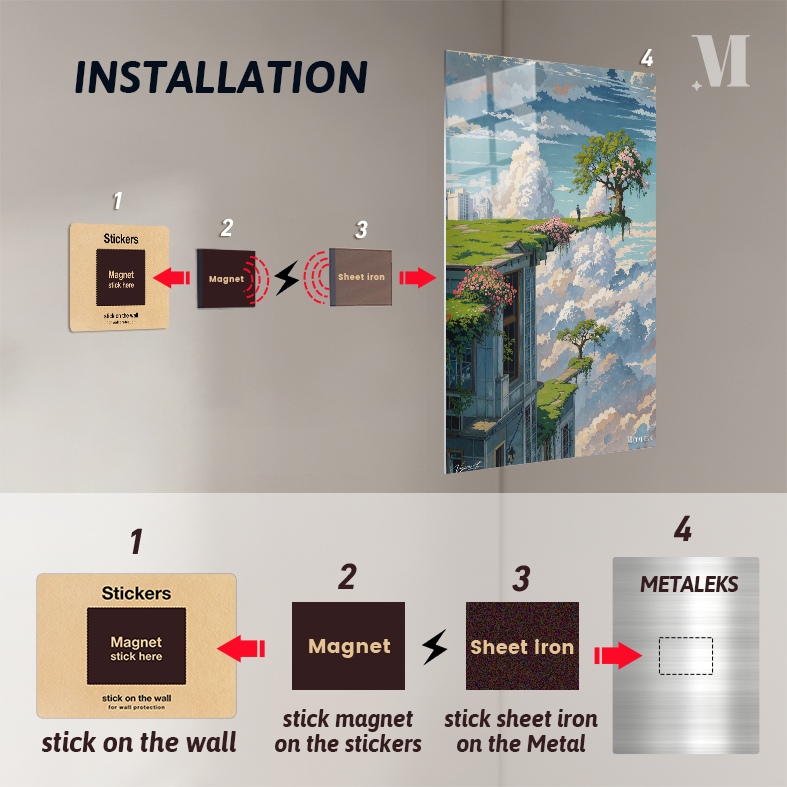 INSTALLATION
M
4
1
2
3
Stickers
Magnet
stick here
stick on the wall
for wall protection
Magnet
Sheet iron
1
2
3
4
Stickers
Magnet
stick here
stick on the wall
for wall protection
Magnet
Sheet iron
METALEKS
stick on the wall
stick magnet
on the stickers
stick sheet iron
on the Metal